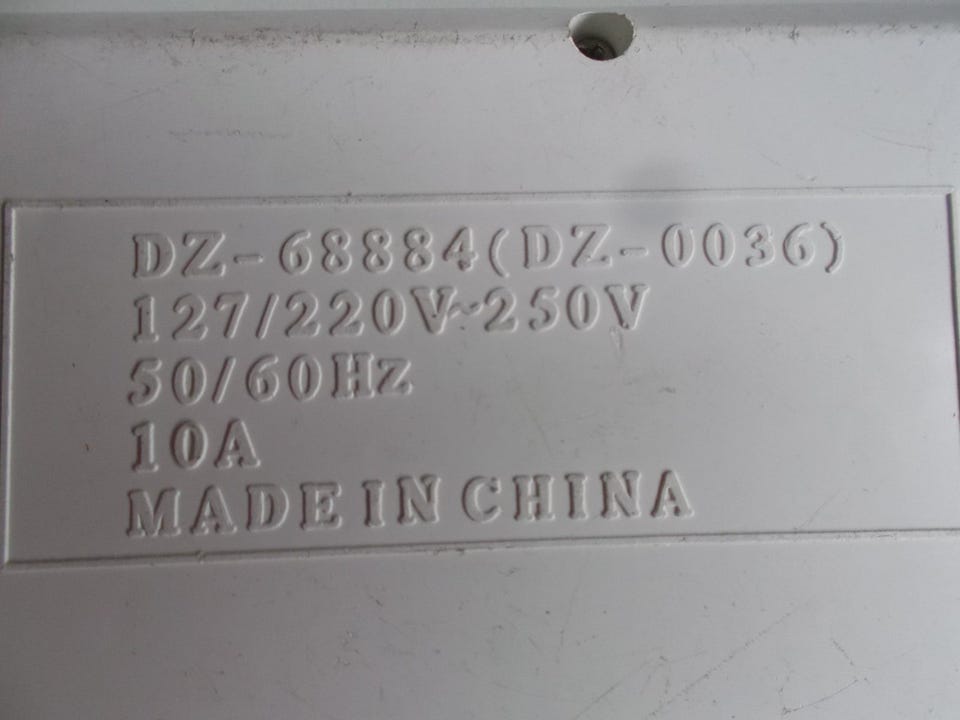 DZ-68884(DZ-0036)
127/220V~250V
50/60Hz
10A
MADE IN CHINA